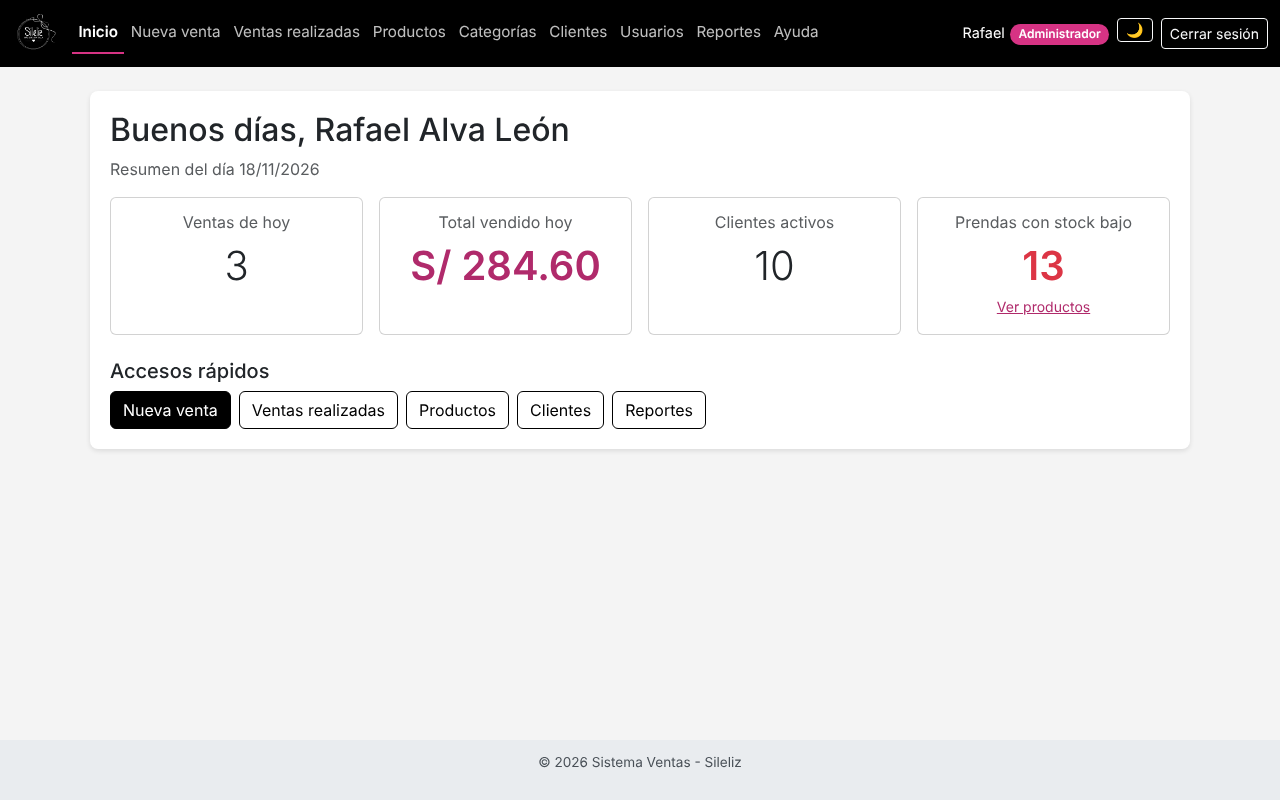 Sileliz
Inicio Nueva venta Ventas realizadas Productos Categorías Clientes Usuarios Reportes Ayuda
Rafael Administrador Cerrar sesión
Buenos días, Rafael Alva León
Resumen del día 18/11/2026
Ventas de hoy
3
Total vendido hoy
S/ 284.60
Clientes activos
10
Prendas con stock bajo
13
Ver productos
Accesos rápidos
Nueva venta Ventas realizadas Productos Clientes Reportes
© 2026 Sistema Ventas - Sileliz